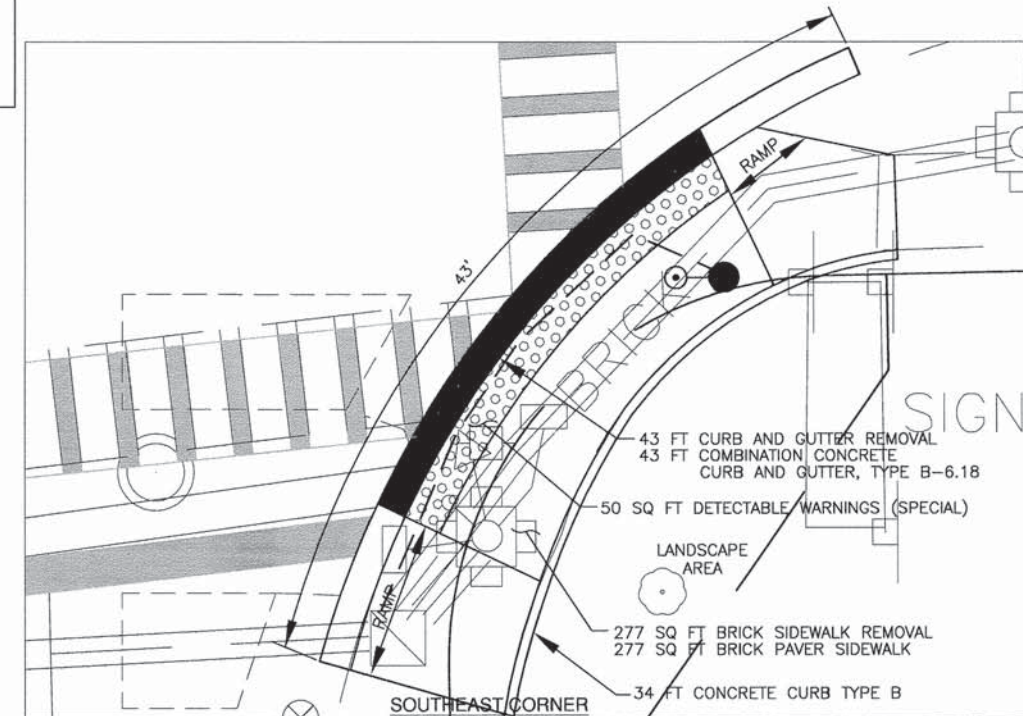 RAMP
43'
BRICK
SIGN
43 FT CURB AND GUTTER REMOVAL
43 FT COMBINATION CONCRETE
CURB AND GUTTER, TYPE B-6.18
50 SQ FT DETECTABLE WARNINGS (SPECIAL)
LANDSCAPE
AREA
RAMP
277 SQ FT BRICK SIDEWALK REMOVAL
277 SQ FT BRICK PAVER SIDEWALK
34 FT CONCRETE CURB TYPE B
SOUTHEAST CORNER